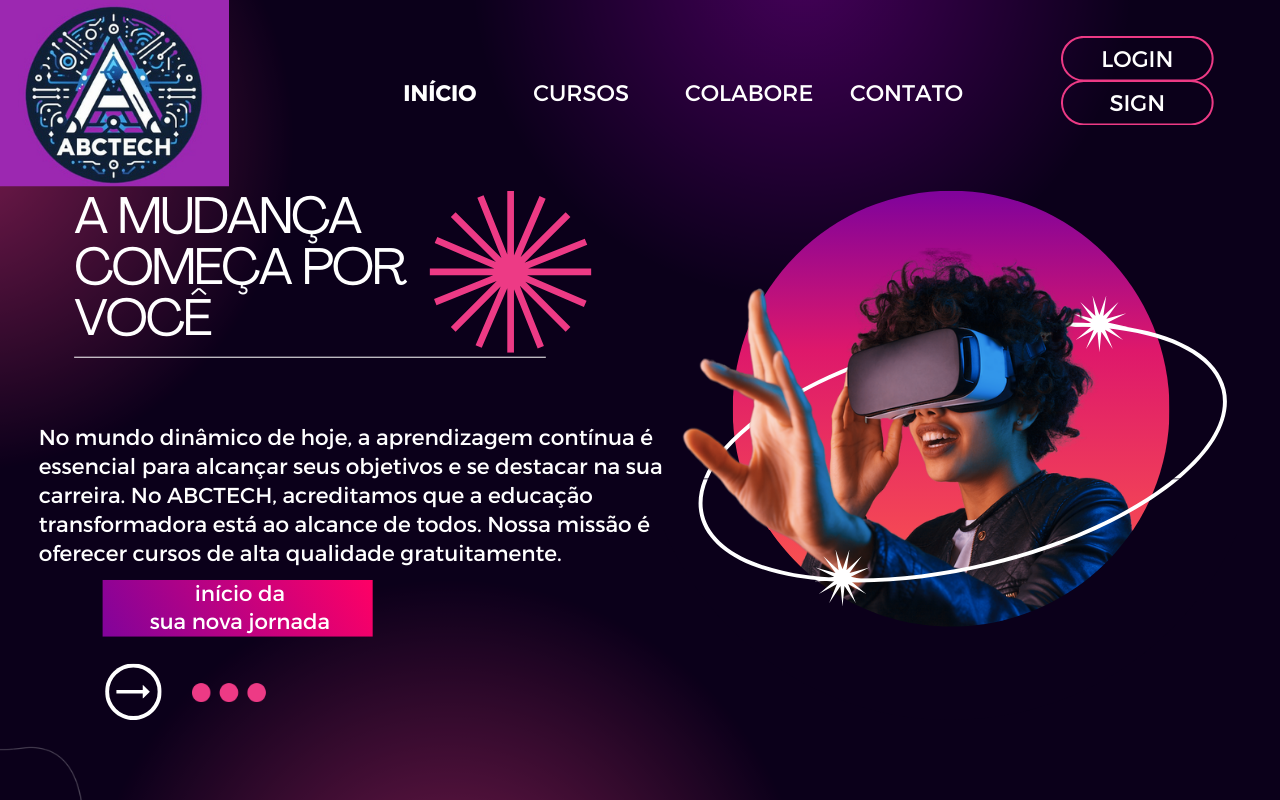 ABCTECH
INÍCIO
CURSOS
COLABORE
CONTATO
LOGIN
SIGN
A MUDANÇA
COMEÇA POR
VOCÊ
No mundo dinâmico de hoje, a aprendizagem contínua é
essencial para alcançar seus objetivos e se destacar na sua
carreira. No ABCTECH, acreditamos que a educação
transformadora está ao alcance de todos. Nossa missão é
oferecer cursos de alta qualidade gratuitamente.
início da
sua nova jornada